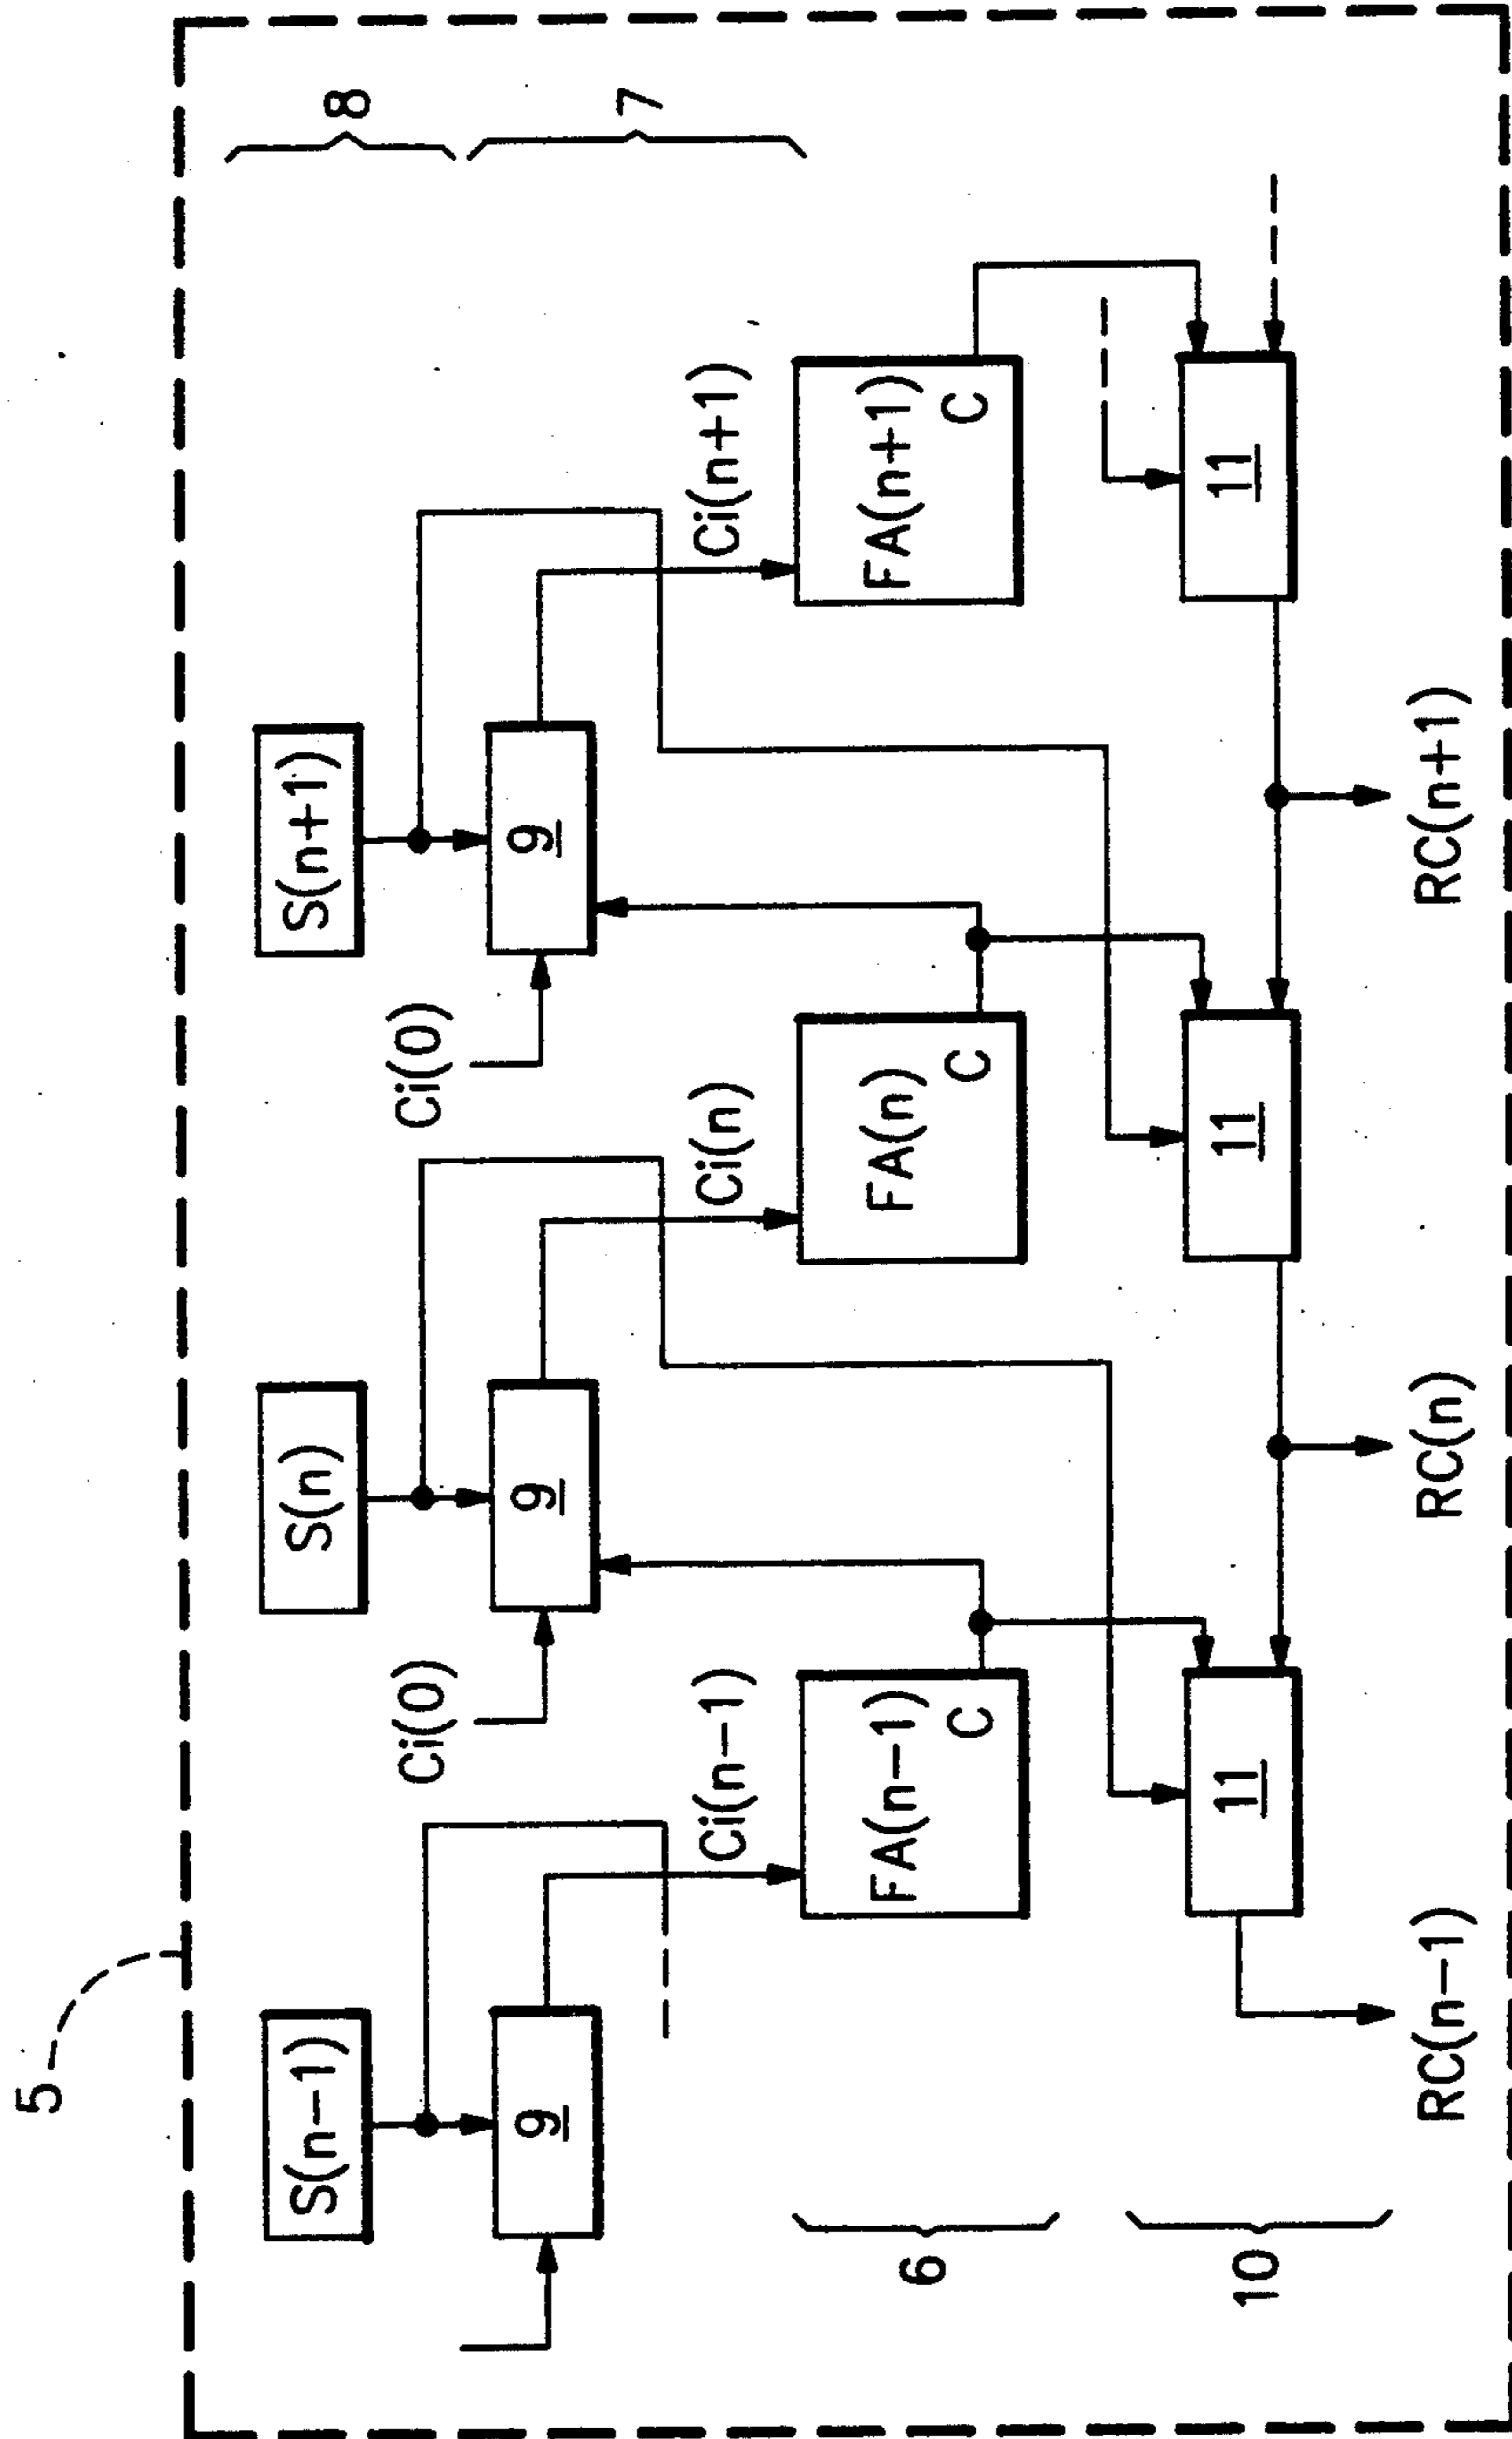 5
8
7
S(n-1)
S(n)
S(n+1)
Ci(0)
Ci(0)
9
9
9
Ci(n-1)
Ci(n)
Ci(n+1)
6
FA(n-1)
C
FA(n)
C
FA(n+1)
C
10
11
11
11
RC(n-1)
RC(n)
RC(n+1)